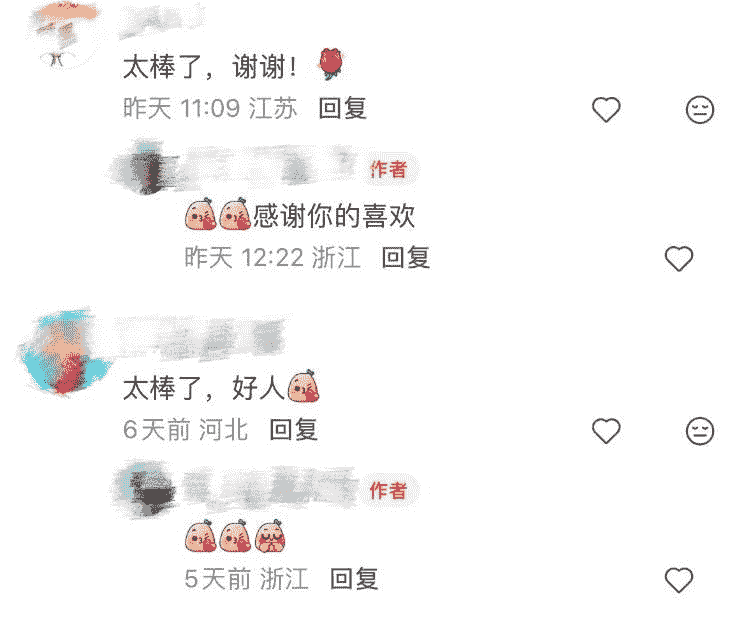 太棒了，谢谢!
昨天 11:09 江苏 回复
作者
感谢你的喜欢
昨天 12:22 浙江 回复
太棒了，好人
6天前 河北 回复
作者
5天前 浙江 回复